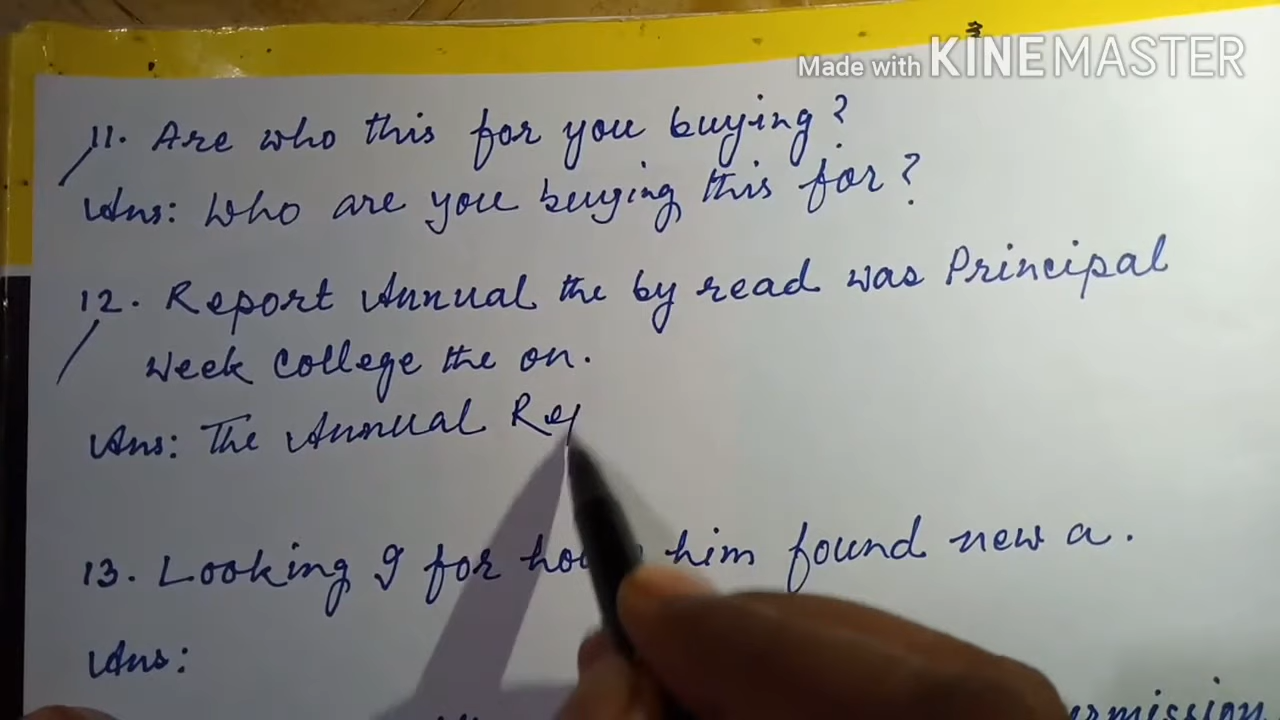 Made with KINEMASTER
11. Are who this for you buying?
Ans: Who are you buying this for?
12. Report Annual the by read was Principal
Week College the on.
Ans: The Annual Rep
13. Looking I for him found new a.
Ans: